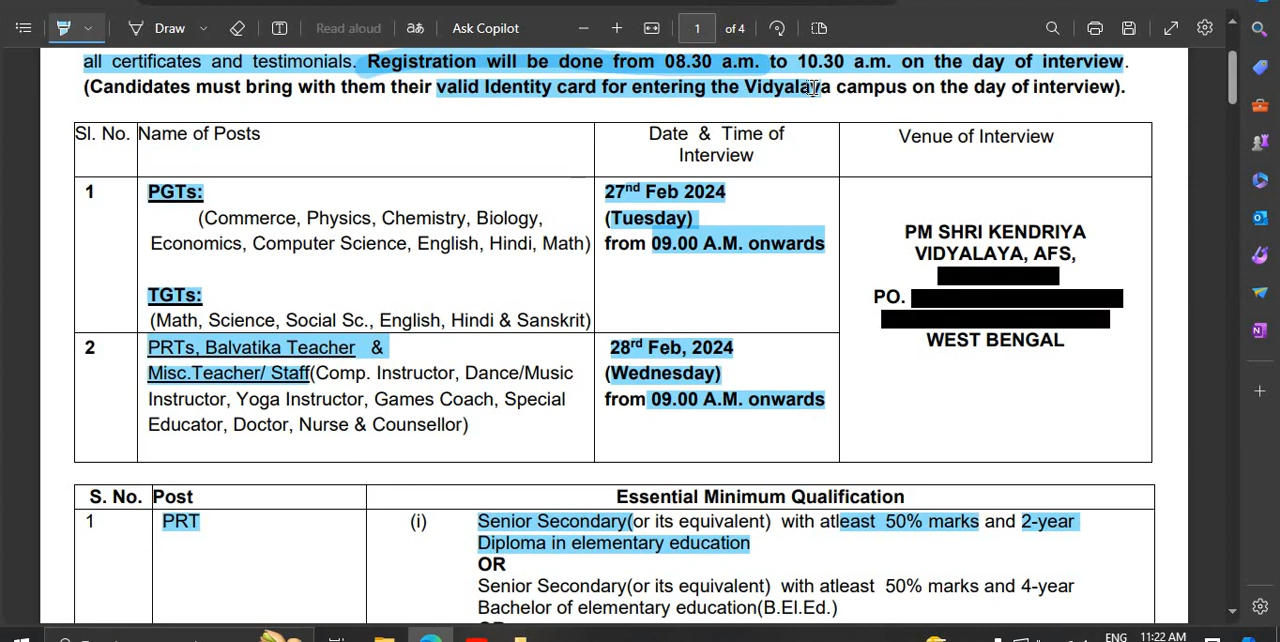 Draw
Read aloud
aあ
Ask Copilot
1 of 4
all certificates and testimonials. Registration will be done from 08.30 a.m. to 10.30 a.m. on the day of interview.
(Candidates must bring with them their valid Identity card for entering the Vidyalaya campus on the day of interview).
Sl. No. Name of Posts Date & Time of Interview Venue of Interview
1
PGTs:
(Commerce, Physics, Chemistry, Biology,
Economics, Computer Science, English, Hindi, Math)
TGTs:
(Math, Science, Social Sc., English, Hindi & Sanskrit)
27nd Feb 2024
(Tuesday)
from 09.00 A.M. onwards
PM SHRI KENDRIYA
VIDYALAYA, AFS,
PO.
WEST BENGAL
2
PRTs, Balvatika Teacher &
Misc.Teacher/ Staff(Comp. Instructor, Dance/Music
Instructor, Yoga Instructor, Games Coach, Special
Educator, Doctor, Nurse & Counsellor)
28rd Feb, 2024
(Wednesday)
from 09.00 A.M. onwards
S. No. Post Essential Minimum Qualification
1 PRT (i) Senior Secondary(or its equivalent) with atleast 50% marks and 2-year
Diploma in elementary education
OR
Senior Secondary(or its equivalent) with atleast 50% marks and 4-year
Bachelor of elementary education(B.El.Ed.)
ENG 11:22 AM